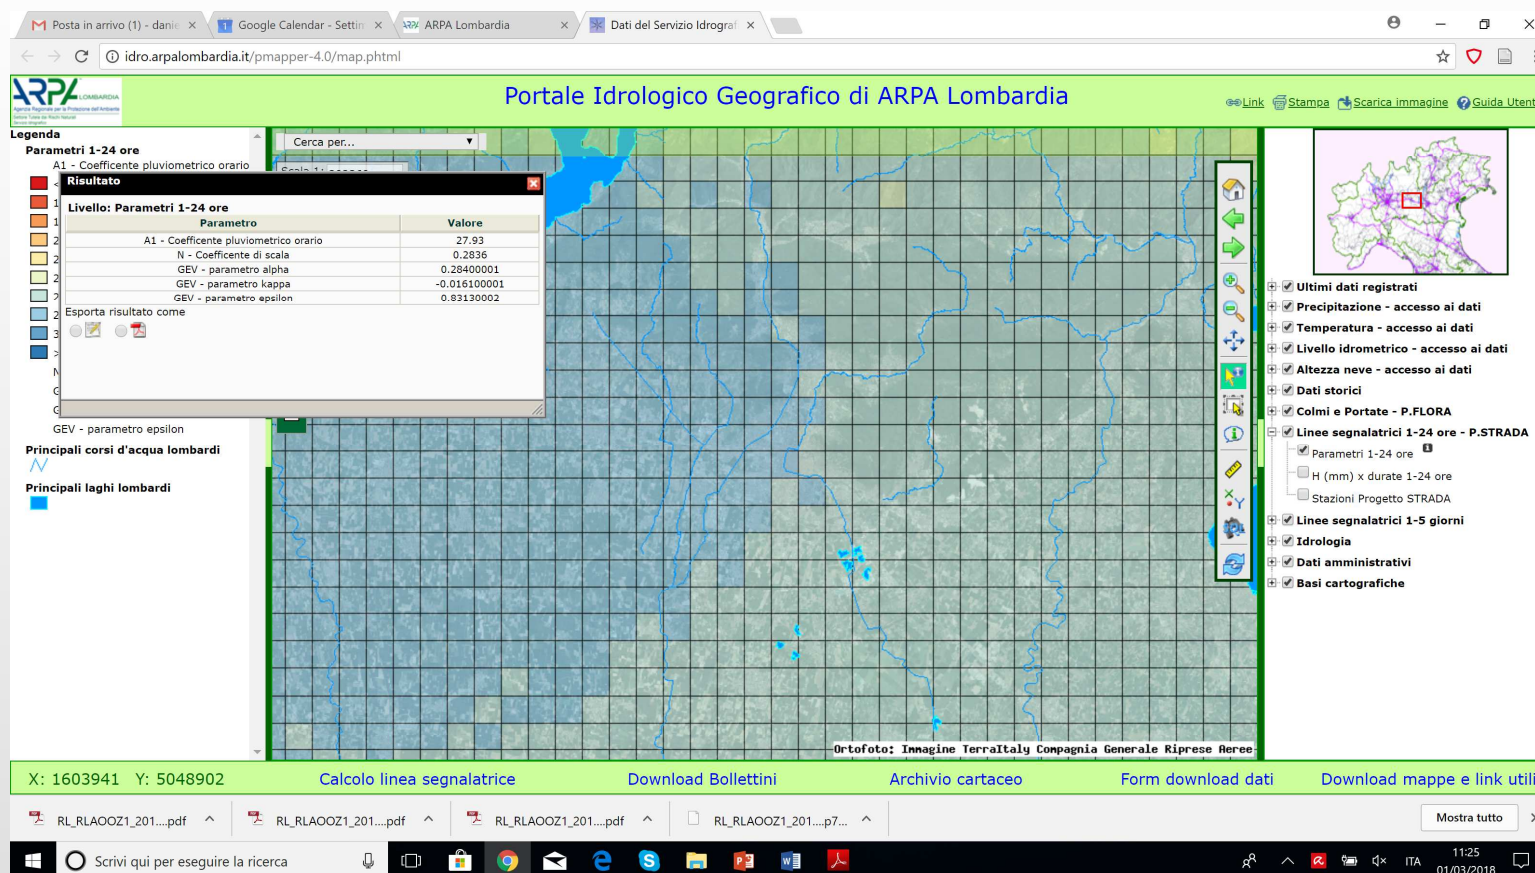 Posta in arrivo (1) - danie
Google Calendar - Settin
ARPA Lombardia
Dati del Servizio Idrograf
idro.arpalombardia.it/pmapper-4.0/map.phtml
ARPA LOMBARDIA
Agenzia Regionale per la Protezione dell'Ambiente
Portale Idrologico Geografico di ARPA Lombardia
Link
Stampa
Scarica immagine
Guida Utent
Legenda
Parametri 1-24 ore
A1 - Coefficente pluviometrico orario
Cerca per...
Risultato
Livello: Parametri 1-24 ore
Parametro Valore
A1 - Coefficente pluviometrico orario 27.93
N - Coefficente di scala 0.2836
GEV - parametro alpha 0.28400001
GEV - parametro kappa -0.016100001
GEV - parametro epsilon 0.83130002
Esporta risultato come
GEV - parametro epsilon
Principali corsi d'acqua lombardi
Principali laghi lombardi
Ultimi dati registrati
Precipitazione - accesso ai dati
Temperatura - accesso ai dati
Livello idrometrico - accesso ai dati
Altezza neve - accesso ai dati
Dati storici
Colmi e Portate - P.FLORA
Linee segnalatrici 1-24 ore - P.STRADA
Parametri 1-24 ore
H (mm) x durate 1-24 ore
Stazioni Progetto STRADA
Linee segnalatrici 1-5 giorni
Idrologia
Dati amministrativi
Basi cartografiche
Ortofoto: Immagine TerraItaly Compagnia Generale Riprese Aeree
X: 1603941 Y: 5048902
Calcolo linea segnalatrice
Download Bollettini
Archivio cartaceo
Form download dati
Download mappe e link utili
RL_RLAOOZ1_201....pdf
RL_RLAOOZ1_201....pdf
RL_RLAOOZ1_201....pdf
RL_RLAOOZ1_201....p7...
Mostra tutto
Scrivi qui per eseguire la ricerca
ITA
11:25
01/03/2018